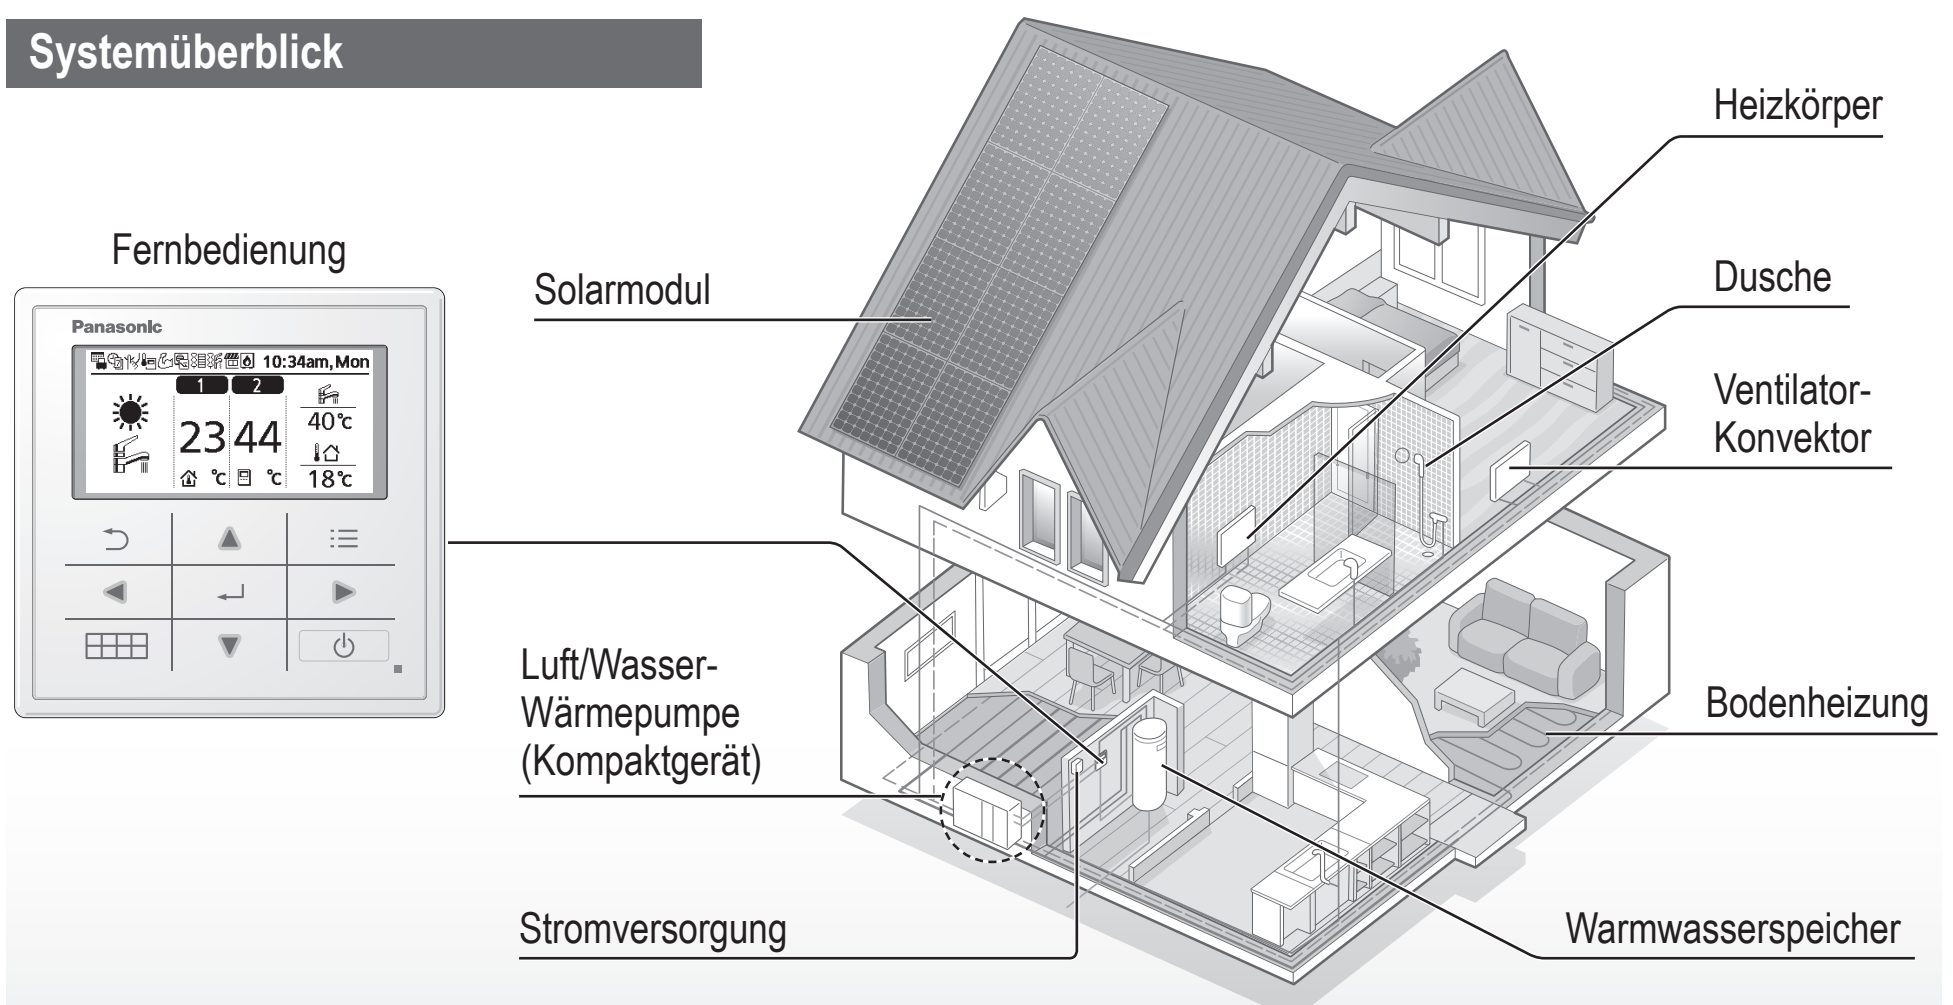 Systemüberblick
Fernbedienung
Panasonic
10:34am, Mon
1 2
40°c
23 44
°c °c
18°c
Solarmodul
Luft/Wasser-
Wärmepumpe
(Kompaktgerät)
Stromversorgung
Heizkörper
Dusche
Ventilator-
Konvektor
Bodenheizung
Warmwasserspeicher